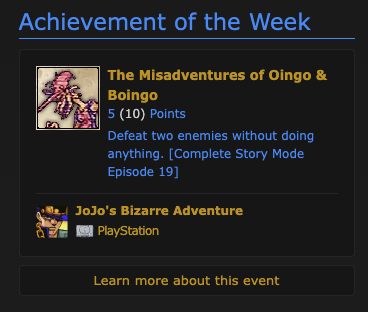 Achievement of the Week
The Misadventures of Oingo &
Boingo
5 (10) Points
Defeat two enemies without doing
anything. [Complete Story Mode
Episode 19]
JoJo's Bizarre Adventure
PlayStation
Learn more about this event